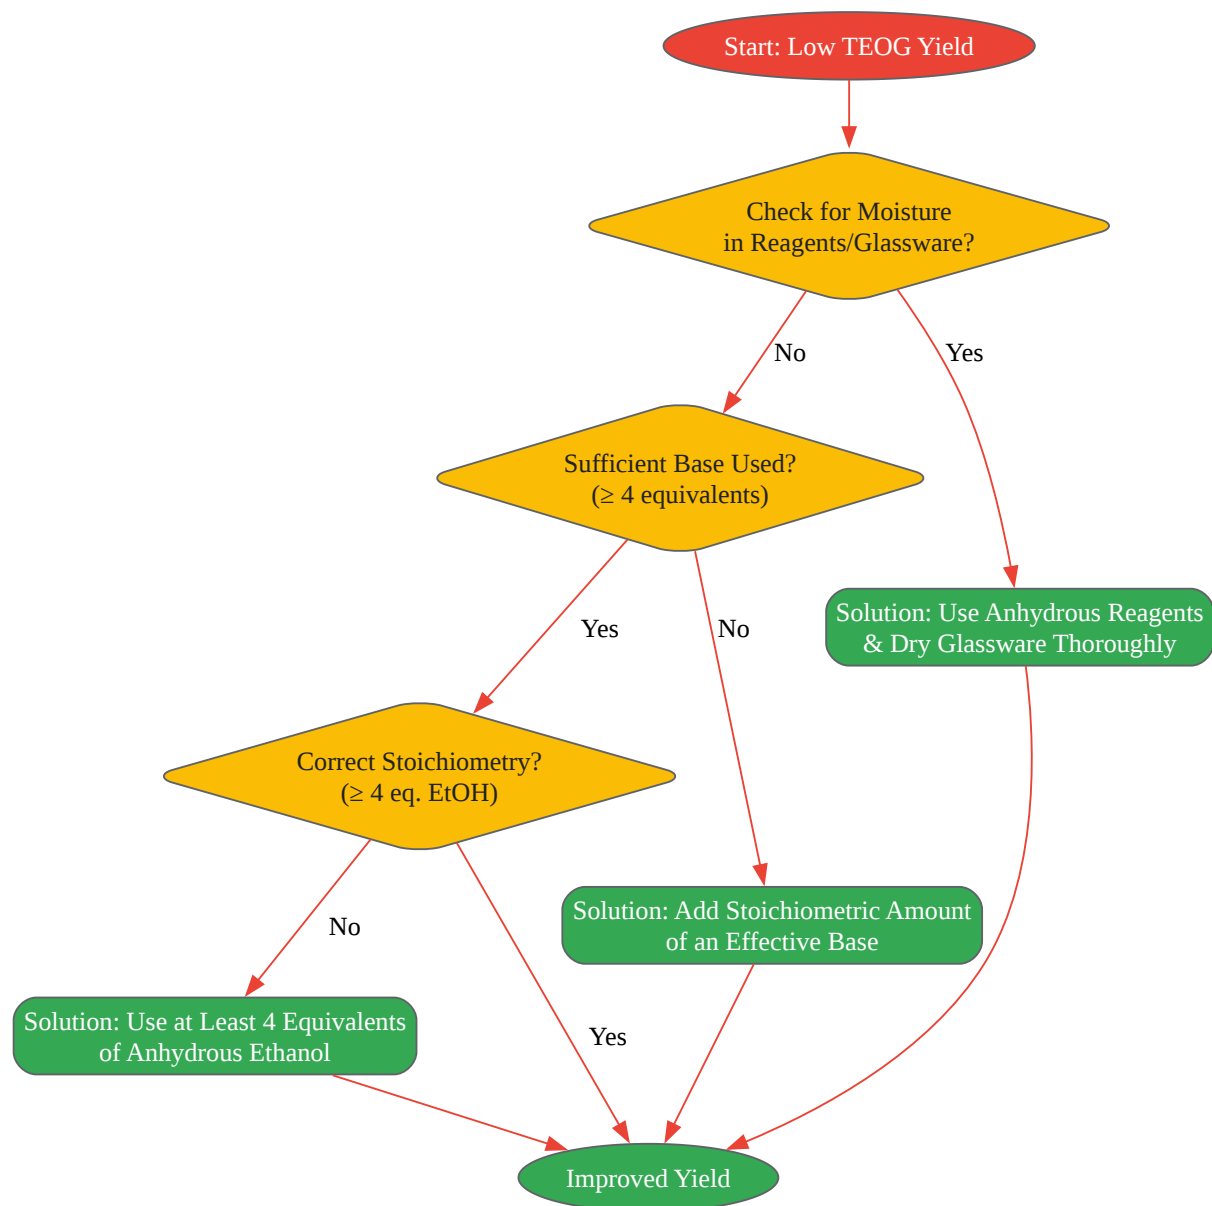 Start: Low TEOG Yield
Check for Moisture
in Reagents/Glassware?
No
Yes
Sufficient Base Used?
(≥ 4 equivalents)
Solution: Use Anhydrous Reagents
& Dry Glassware Thoroughly
Yes
No
Correct Stoichiometry?
(≥ 4 eq. EtOH)
Solution: Add Stoichiometric Amount
of an Effective Base
No
Solution: Use at Least 4 Equivalents
of Anhydrous Ethanol
Yes
Improved Yield